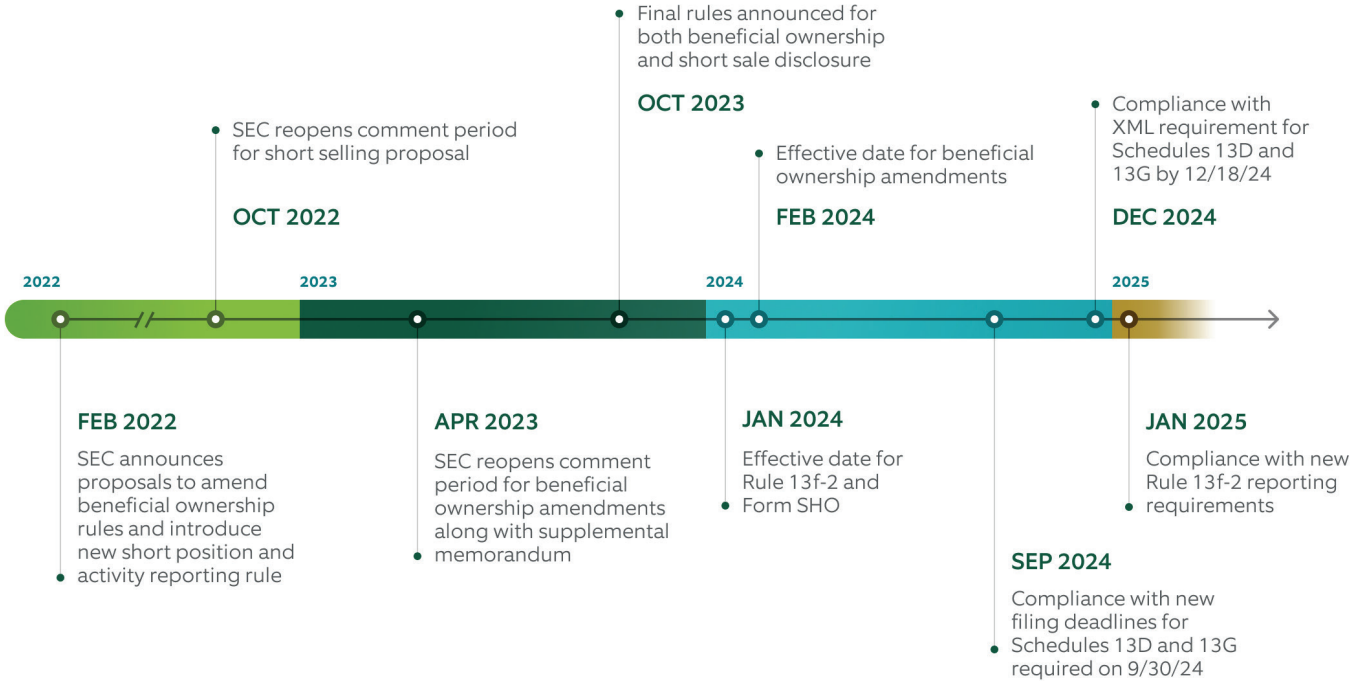 Final rules announced for
both beneficial ownership
and short sale disclosure
OCT 2023
SEC reopens comment period
for short selling proposal
OCT 2022
Effective date for beneficial
ownership amendments
FEB 2024
Compliance with
XML requirement for
Schedules 13D and
13G by 12/18/24
DEC 2024
2022
2023
2024
2025
FEB 2022
SEC announces
proposals to amend
beneficial ownership
rules and introduce
new short position and
activity reporting rule
APR 2023
SEC reopens comment
period for beneficial
ownership amendments
along with supplemental
memorandum
JAN 2024
Effective date for
Rule 13f-2 and
Form SHO
SEP 2024
Compliance with new
filing deadlines for
Schedules 13D and 13G
required on 9/30/24
JAN 2025
Compliance with new
Rule 13f-2 reporting
requirements